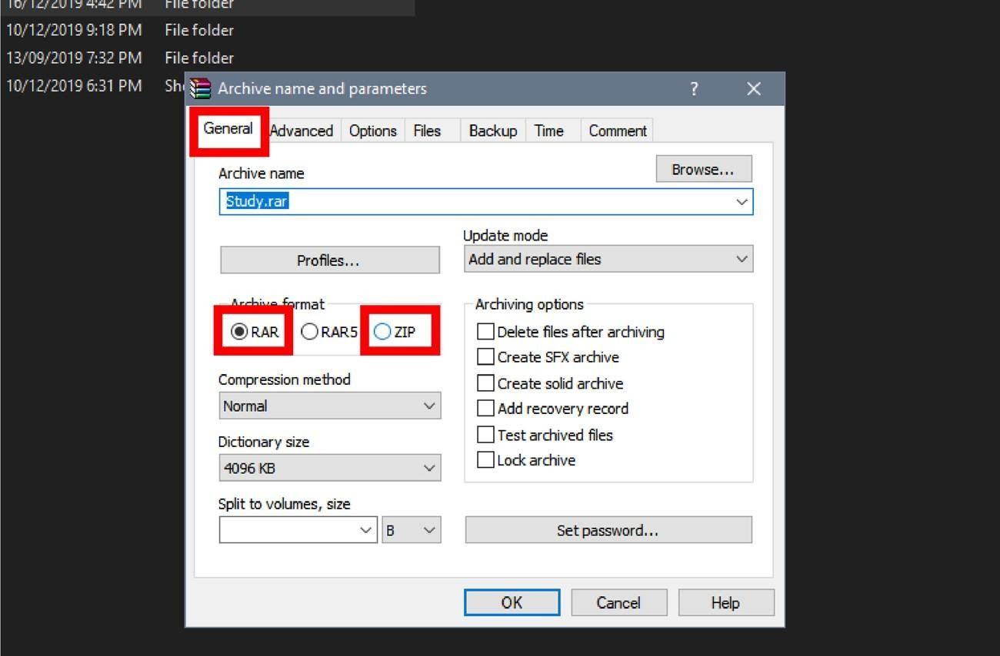 16/12/2019 4:42 PM File folder
10/12/2019 9:18 PM File folder
13/09/2019 7:32 PM File folder
10/12/2019 6:31 PM
Archive name and parameters ?
General Advanced Options Files Backup Time Comment
Archive name Browse...
Study.rar
Update mode
Profiles... Add and replace files
Archive format Archiving options
RAR RAR5 ZIP Delete files after archiving
Create SFX archive
Compression method Create solid archive
Normal Add recovery record
Dictionary size Test archived files
4096 KB Lock archive
Split to volumes, size
B Set password...
OK Cancel Help